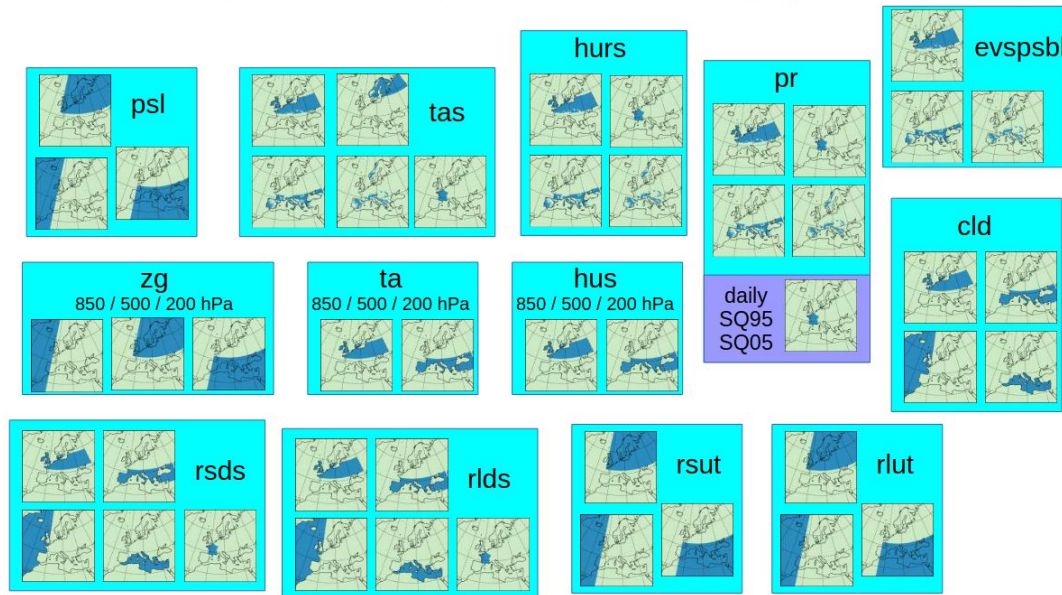 hurs
evspsbl
psl
tas
pr
cld
zg
850 / 500 / 200 hPa
ta
850 / 500 / 200 hPa
hus
850 / 500 / 200 hPa
daily
SQ95
SQ05
rsds
rlds
rsut
rlut